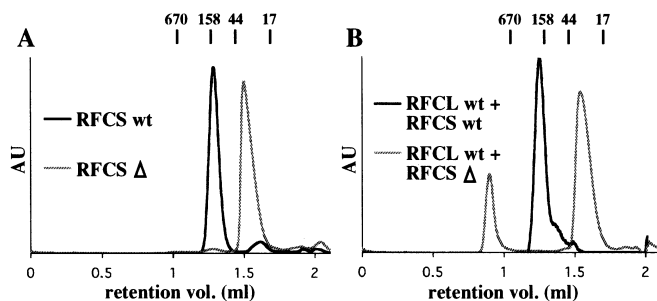 A
670 158 44 17
RFCS wt
RFCS Δ
AU
0 0.5 1 1.5 2
retention vol. (ml)
B
670 158 44 17
RFCL wt +
RFCS wt
RFCL wt +
RFCS Δ
AU
0 0.5 1 1.5 2
retention vol. (ml)